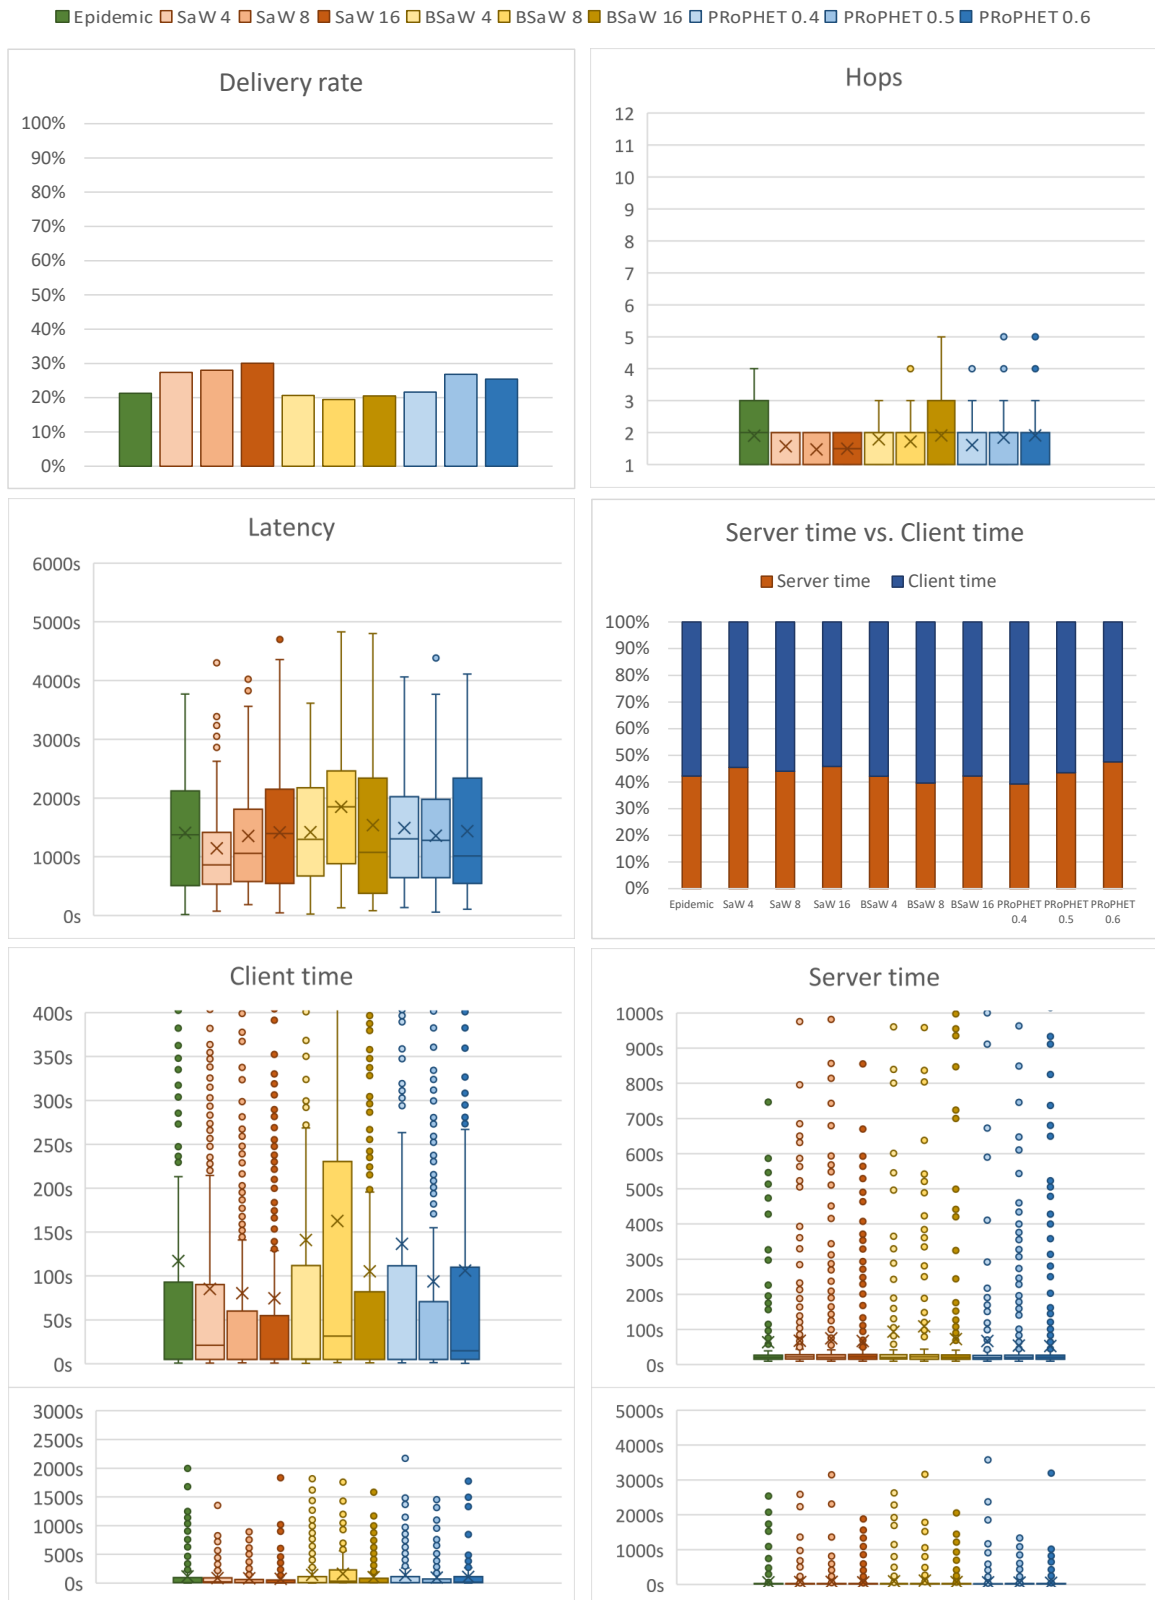 Epidemic SaW 4 SaW 8 SaW 16 BSaW 4 BSaW 8 BSaW 16 PRoPHET 0.4 PRoPHET 0.5 PRoPHET 0.6
Delivery rate
100%
90%
80%
70%
60%
50%
40%
30%
20%
10%
0%
Hops
12
11
10
9
8
7
6
5
4
3
2
1
Latency
6000s
5000s
4000s
3000s
2000s
1000s
0s
Server time vs. Client time
Server time Client time
100%
90%
80%
70%
60%
50%
40%
30%
20%
10%
0%
Epidemic SaW 4 SaW 8 SaW 16 BSaW 4 BSaW 8 BSaW 16 PRoPHET PRoPHET PRoPHET
0.4 0.5 0.6
Client time
400s
350s
300s
250s
200s
150s
100s
50s
0s
3000s
2500s
2000s
1500s
1000s
500s
0s
Server time
1000s
900s
800s
700s
600s
500s
400s
300s
200s
100s
0s
5000s
4000s
3000s
2000s
1000s
0s